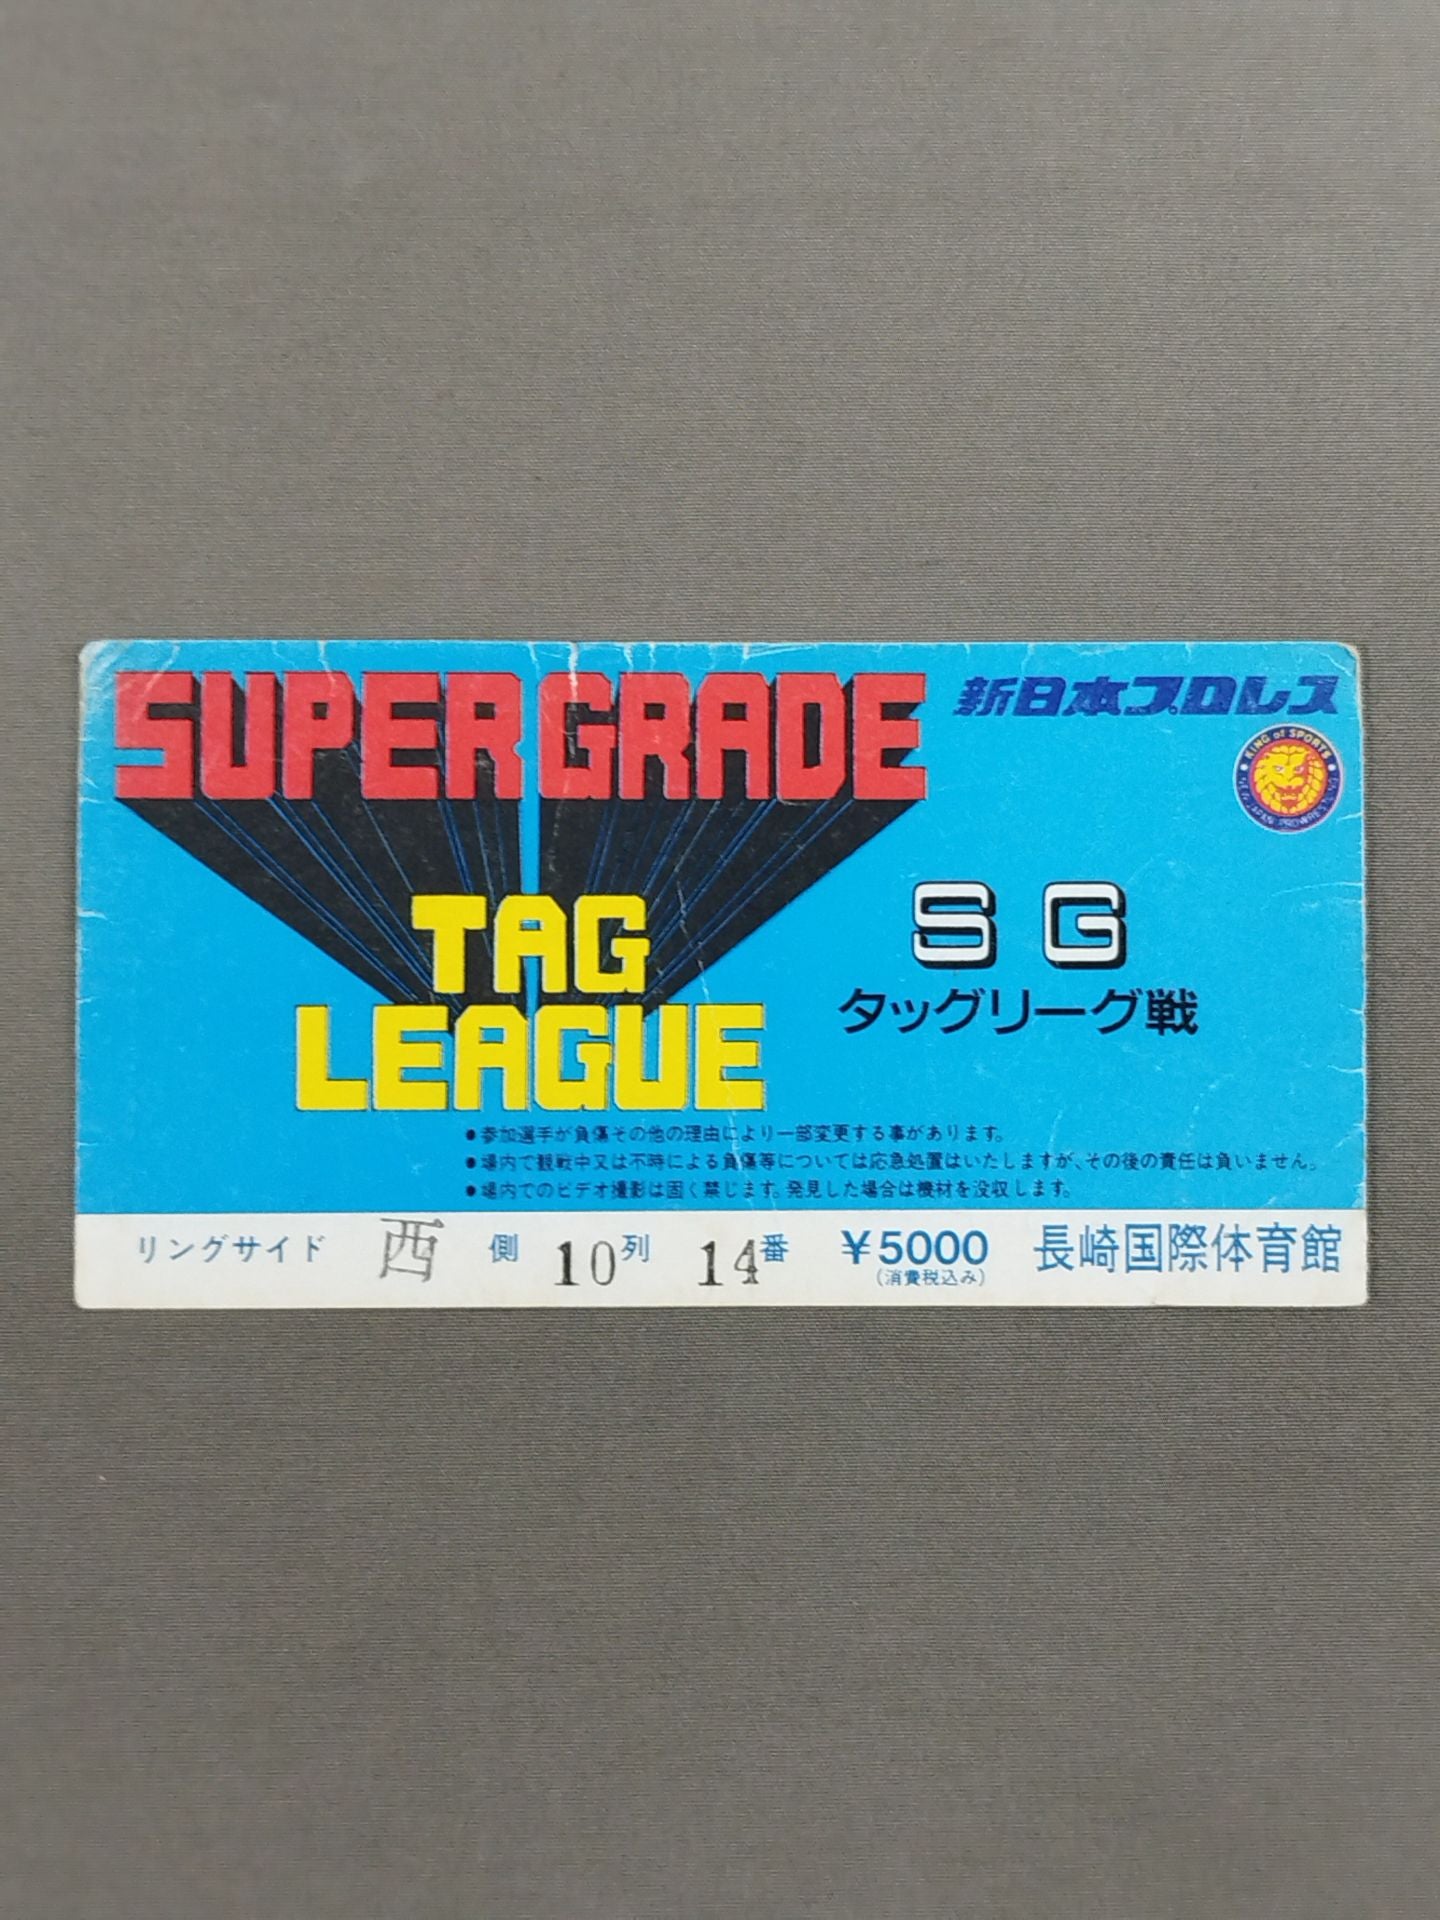 SUPER GRADE
TAG
LEAGUE
新日本プロレス
KING of SPORTS
NEW JAPAN PROWRESTLING
SG
タッグリーグ戦
●参加選手が負傷その他の理由により一部変更する事があります。
●場内で観戦中又は不時による負傷等については応急処置はいたしますが、その後の責任は負いません。
●場内でのビデオ撮影は固く禁じます。発見した場合は機材を没収します。
リングサイド 西 側 10 列 14 番 ¥5000 長崎国際体育館
(消費税込み)